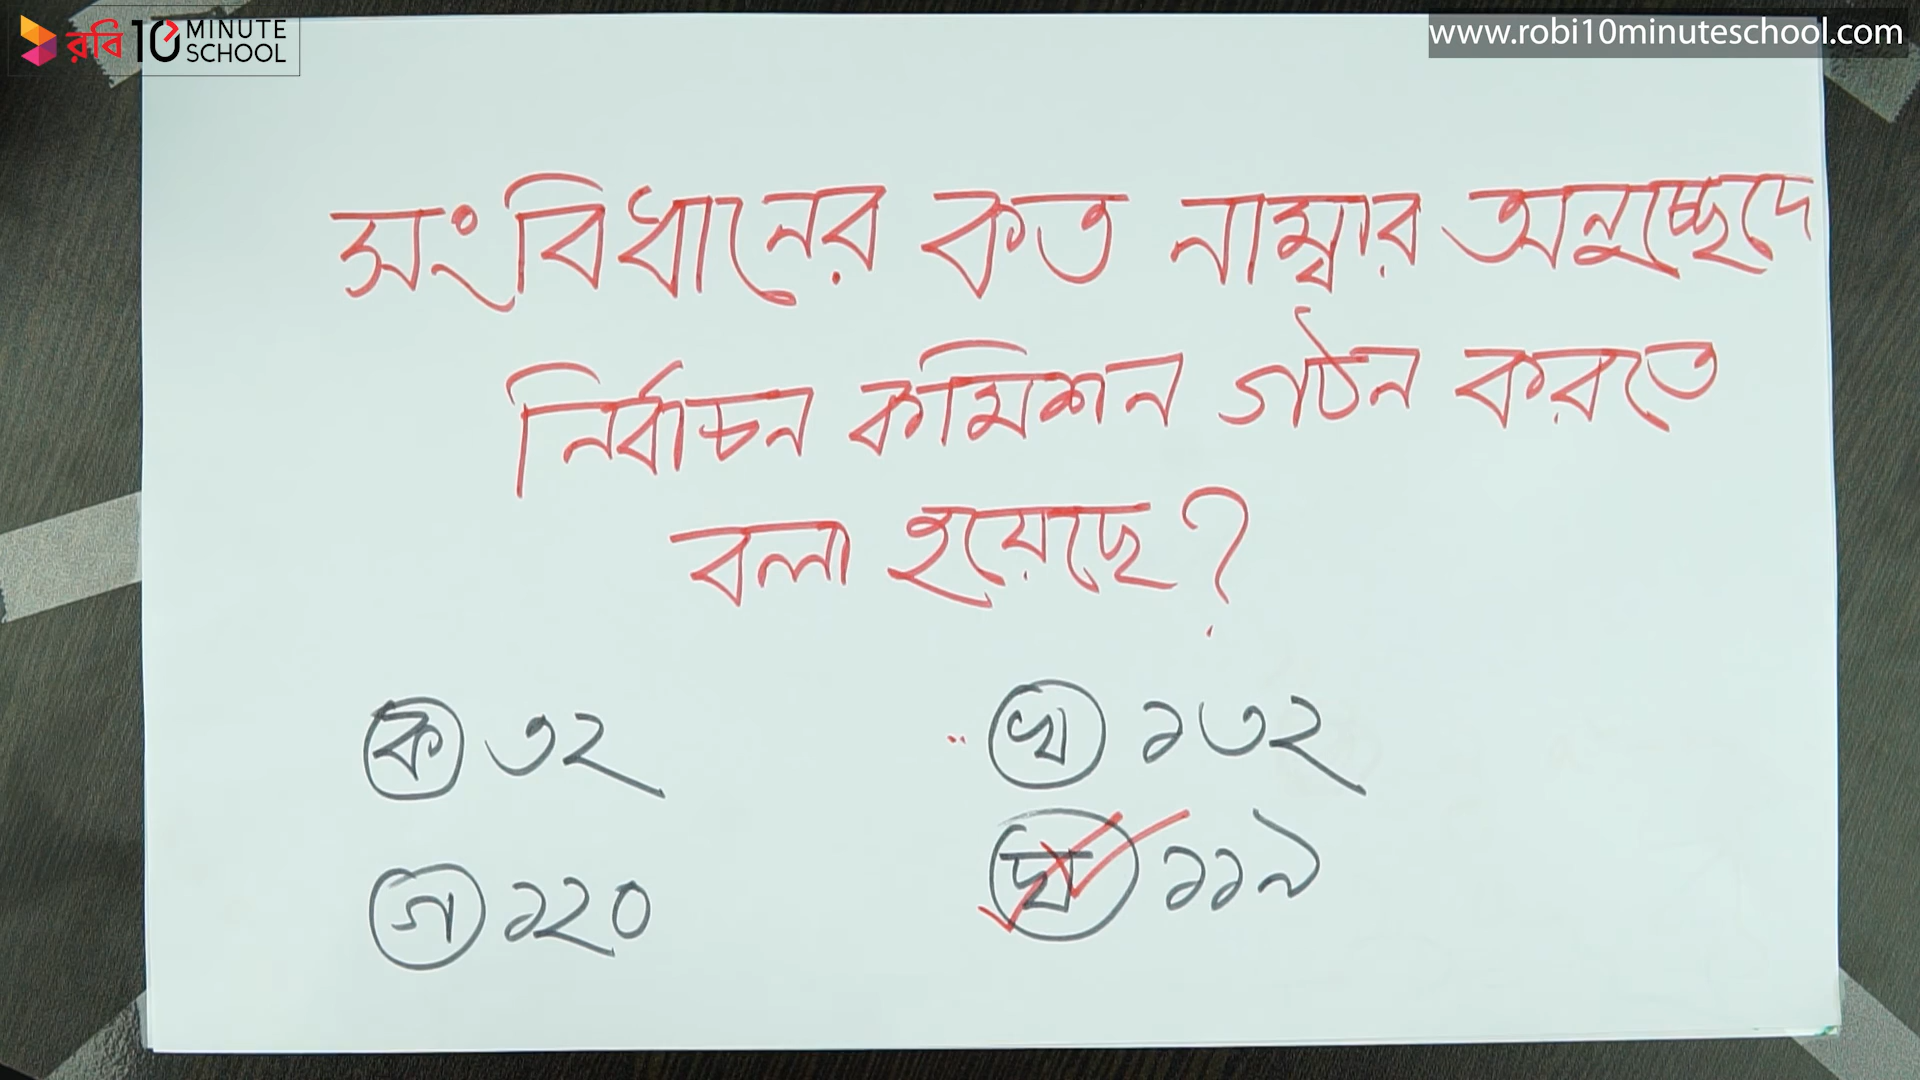 রবি 10 MINUTE SCHOOL
www.robi10minuteschool.com
সংবিধানের কত নাম্বার অনুচ্ছেদে
নির্বাচন কমিশন গঠন করতে
বলা হয়েছে?
ক ৩২
খ ১৩২
গ ১২০
ঘ ১১৯